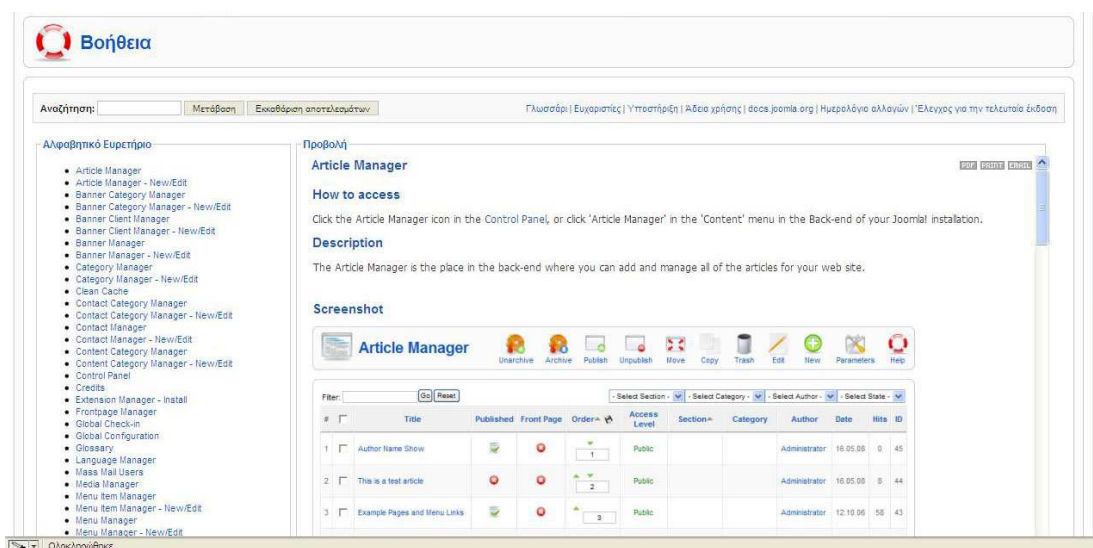 Βοήθεια
Αναζήτηση: Μετάβαση Εκκαθάριση αποτελεσμάτων Γλωσσάρι | Ευχαριστίες | Υποστήριξη | Άδεια χρήσης | docs.joomla.org | Ημερολόγιο αλλαγών | Έλεγχος για την τελευταία έκδοση
Αλφαβητικό Ευρετήριο
Article Manager
Article Manager - New/Edit
Banner Category Manager
Banner Category Manager - New/Edit
Banner Client Manager
Banner Client Manager - New/Edit
Banner Manager
Banner Manager - New/Edit
Category Manager
Category Manager - New/Edit
Clean Cache
Contact Category Manager
Contact Category Manager - New/Edit
Contact Manager
Contact Manager - New/Edit
Content Category Manager
Content Category Manager - New/Edit
Control Panel
Credits
Extension Manager - Install
Frontpage Manager
Global Check-in
Global Configuration
Glossary
Language Manager
Mass Mail Users
Media Manager
Menu Item Manager
Menu Item Manager - New/Edit
Menu Manager
Menu Manager - New/Edit
Προβολή
Article Manager PDF PRINT EMAIL
How to access
Click the Article Manager icon in the Control Panel, or click 'Article Manager' in the 'Content' menu in the Back-end of your Joomla! installation.
Description
The Article Manager is the place in the back-end where you can add and manage all of the articles for your web site.
Screenshot
Article Manager Unarchive Archive Publish Unpublish Move Copy Trash Edit New Parameters Help
Filter: Go Reset - Select Section - - Select Category - - Select Author - - Select State -
# Title Published Front Page Order Access Level Section Category Author Date Hits ID
1 Author Name Show 1 Public Administrator 16.05.08 0 45
2 This is a test article 2 Public Administrator 16.05.08 8 44
3 Example Pages and Menu Links 3 Public Administrator 12.10.06 58 43
Ολοκληρώθηκε